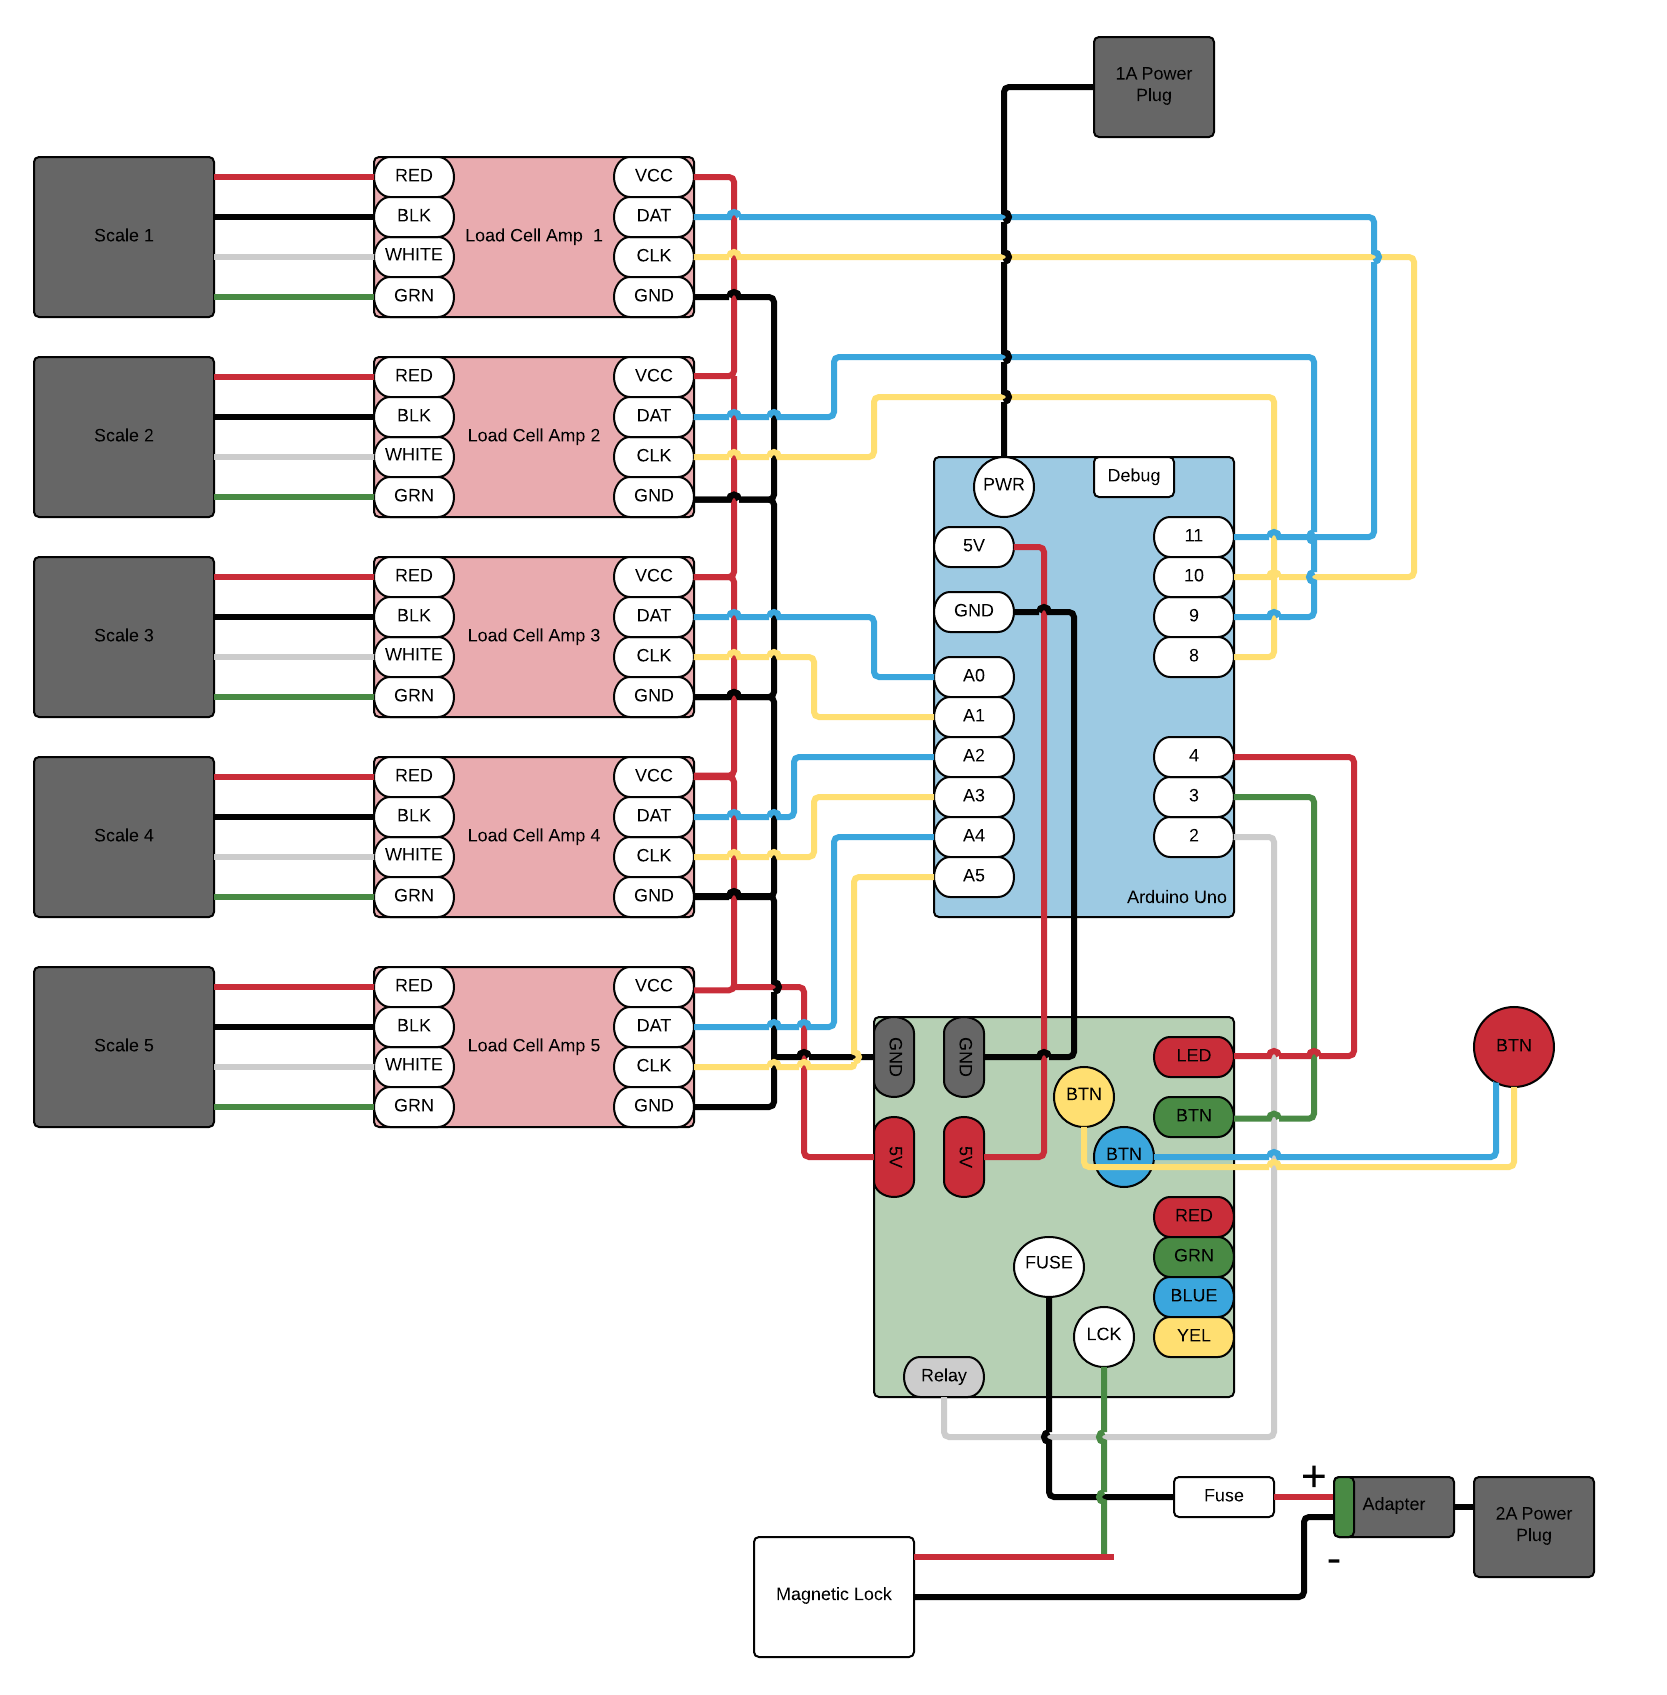 1A Power
Plug
Scale 1
RED
BLK
WHITE
GRN
Load Cell Amp 1
VCC
DAT
CLK
GND
Scale 2
RED
BLK
WHITE
GRN
Load Cell Amp 2
VCC
DAT
CLK
GND
Scale 3
RED
BLK
WHITE
GRN
Load Cell Amp 3
VCC
DAT
CLK
GND
Scale 4
RED
BLK
WHITE
GRN
Load Cell Amp 4
VCC
DAT
CLK
GND
Scale 5
RED
BLK
WHITE
GRN
Load Cell Amp 5
VCC
DAT
CLK
GND
PWR
Debug
5V
GND
A0
A1
A2
A3
A4
A5
11
10
9
8
4
3
2
Arduino Uno
GND
GND
5V
5V
BTN
BTN
LED
BTN
RED
GRN
BLUE
YEL
FUSE
LCK
Relay
BTN
Fuse
+
-
Adapter
2A Power
Plug
Magnetic Lock